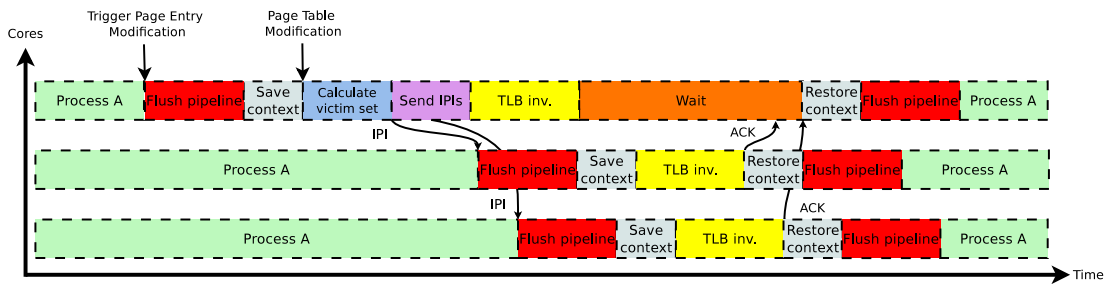 Trigger Page Entry
Modification
Page Table
Modification
Cores
Process A
Flush pipeline
Save
context
Calculate
victim set
Send IPIs
TLB inv.
Wait
Restore
context
Flush pipeline
Process A
IPI
ACK
Process A
Flush pipeline
Save
context
TLB inv.
Restore
context
Flush pipeline
Process A
IPI
ACK
Process A
Flush pipeline
Save
context
TLB inv.
Restore
context
Flush pipeline
Process A
Time